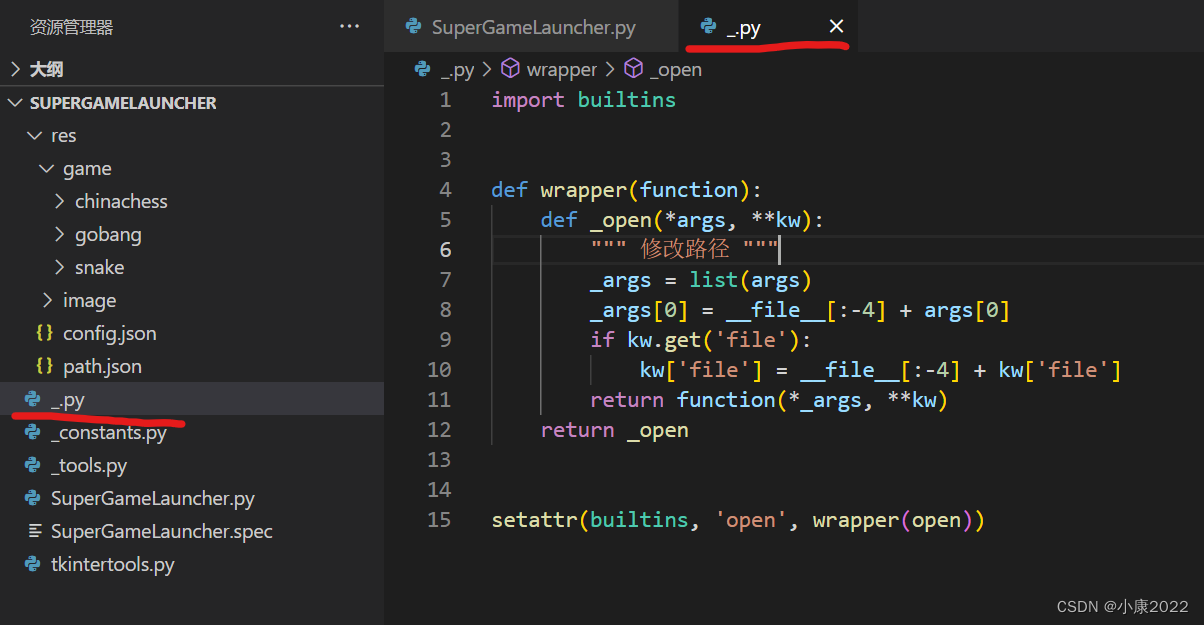 资源管理器 ···
大纲
SUPERGAMELAUNCHER
res
game
chinachess
gobang
snake
image
{} config.json
{} path.json
_.py
_constants.py
_tools.py
SuperGameLauncher.py
SuperGameLauncher.spec
tkintertools.py
SuperGameLauncher.py _.py ×
_.py > wrapper > _open
1 import builtins
2
3
4 def wrapper(function):
5     def _open(*args, **kw):
6         """ 修改路径 """
7         _args = list(args)
8         _args[0] = __file__[:-4] + args[0]
9         if kw.get('file'):
10             kw['file'] = __file__[:-4] + kw['file']
11         return function(*_args, **kw)
12     return _open
13
14
15 setattr(builtins, 'open', wrapper(open))
CSDN @小康2022